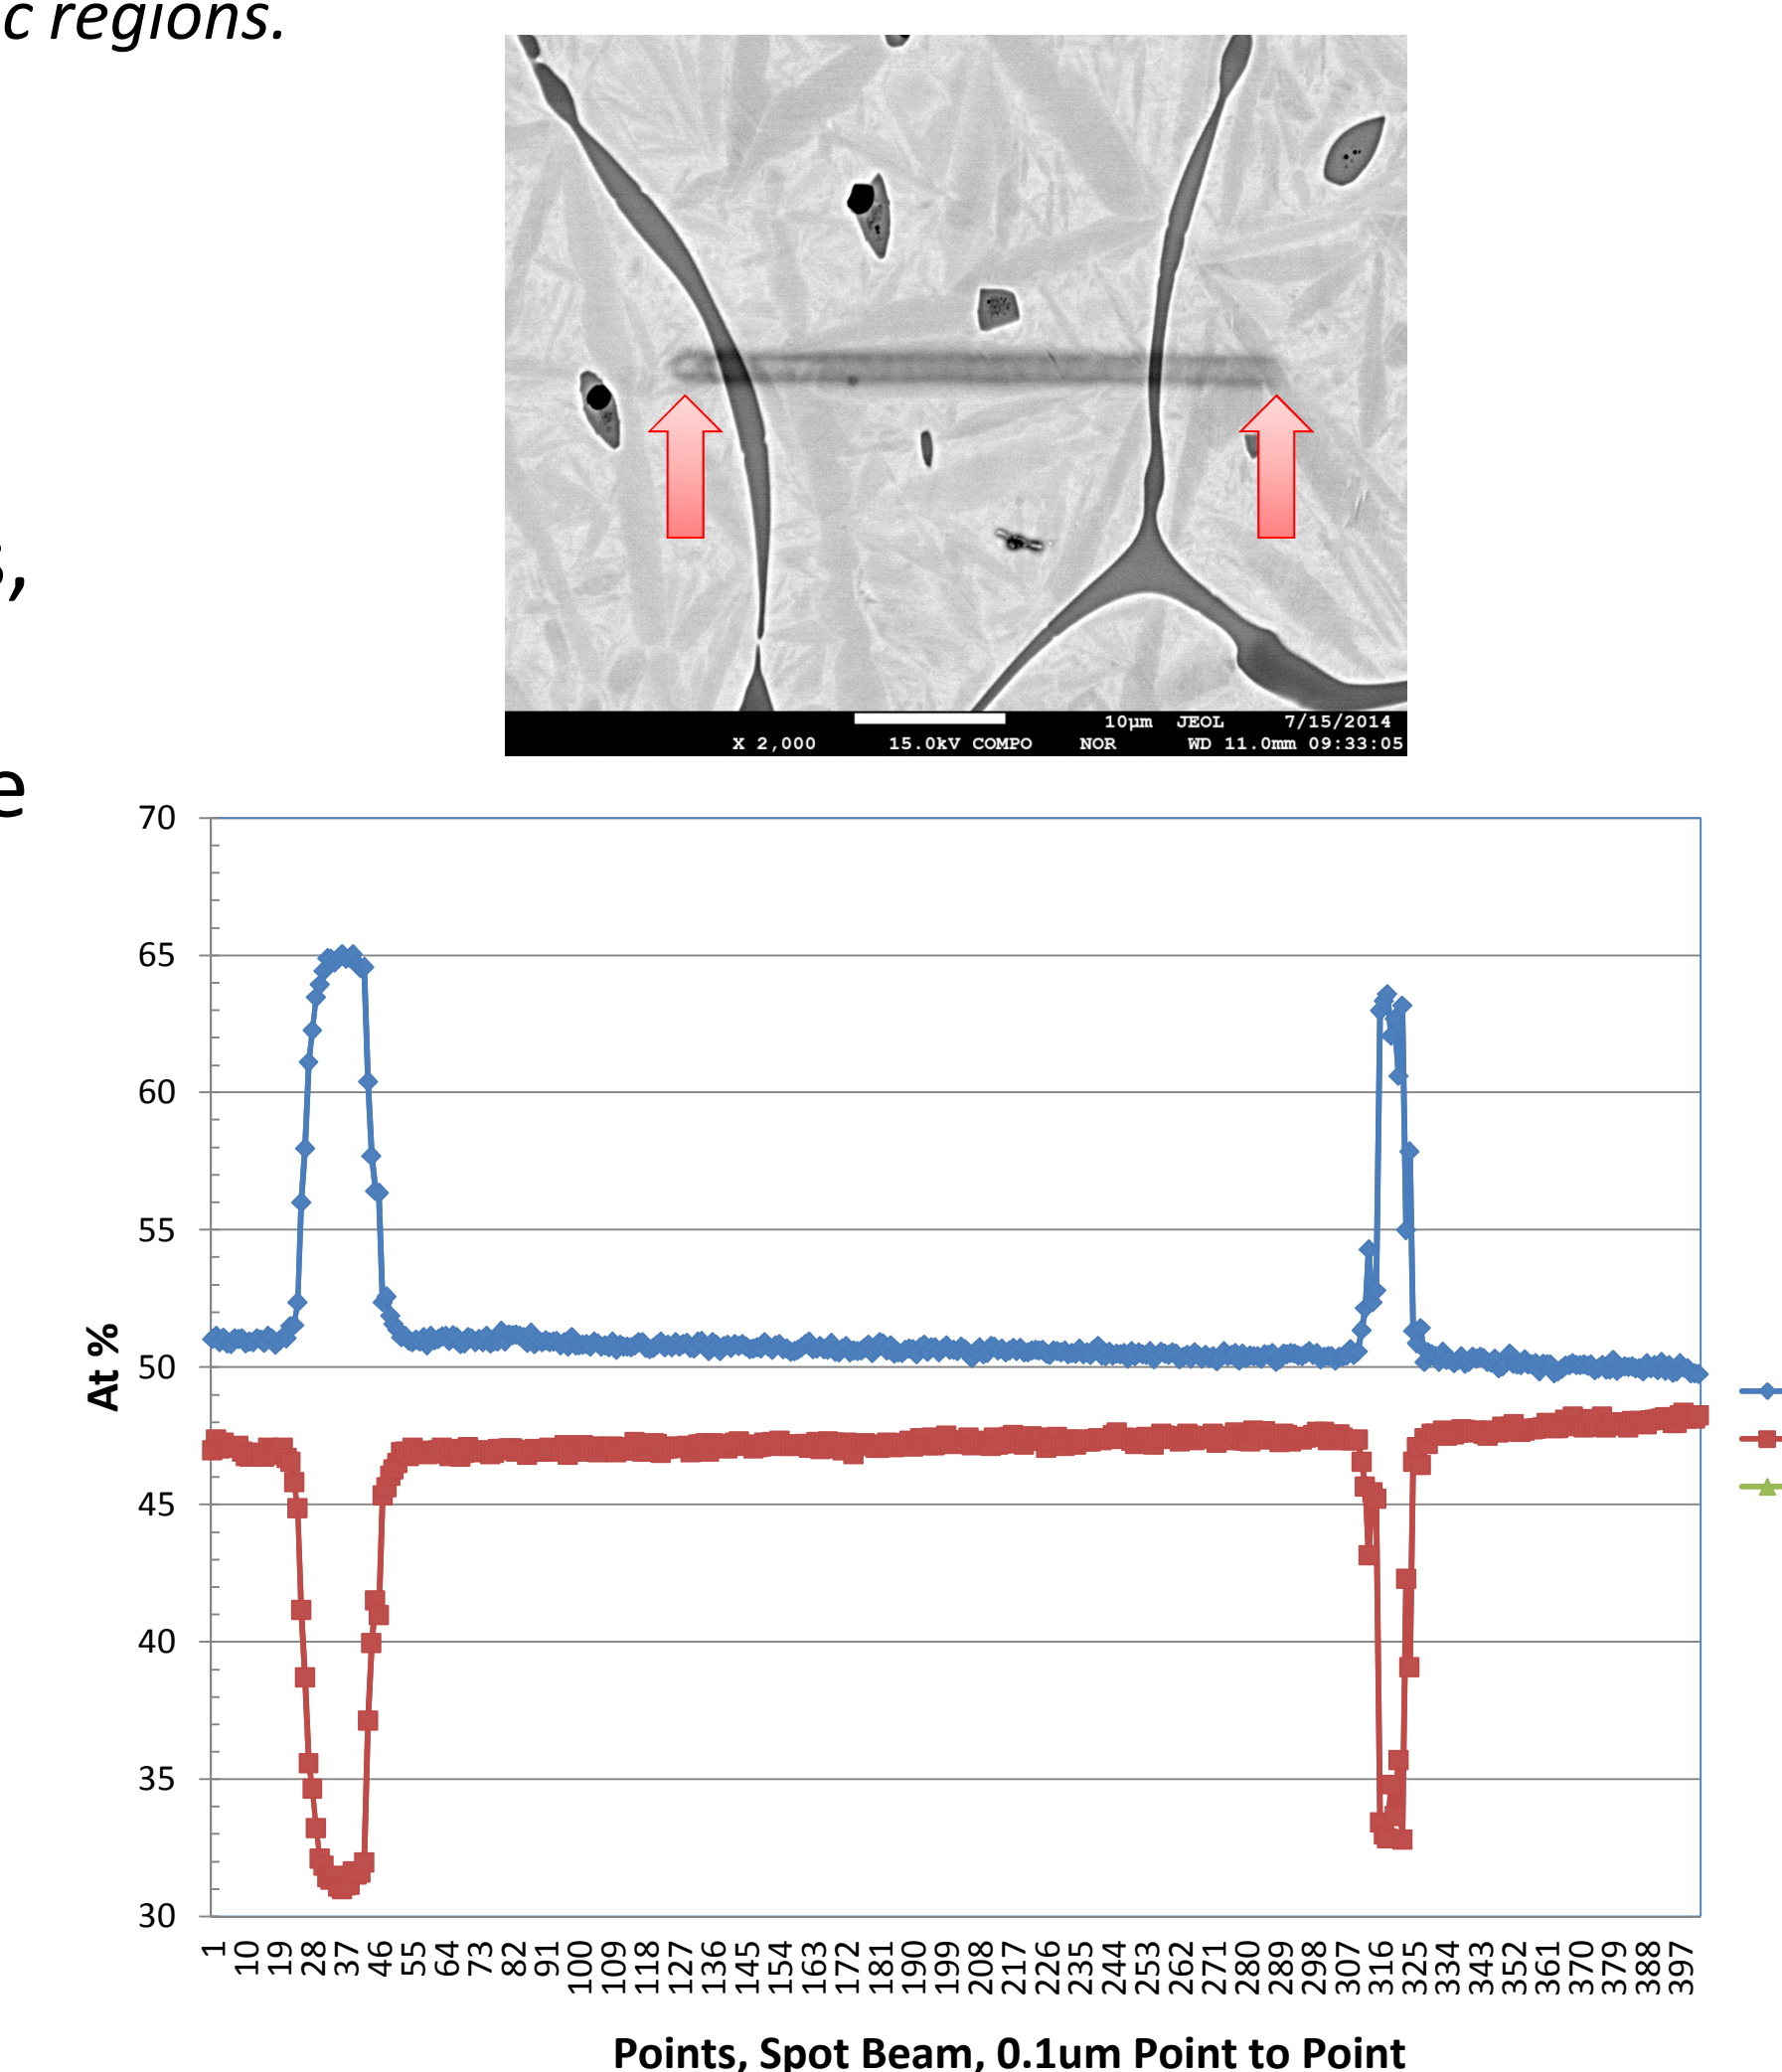 c regions.
s,
e
10μm JEOL 7/15/2014
X 2,000 15.0kV COMPO NOR WD 11.0mm 09:33:05
70
65
60
55
50
45
40
35
30
At %
1 10 19 28 37 46 55 64 73 82 91 100 109 118 127 136 145 154 163 172 181 190 199 208 217 226 235 244 253 262 271 280 289 298 307 316 325 334 343 352 361 370 379 388 397
Points, Spot Beam, 0.1um Point to Point